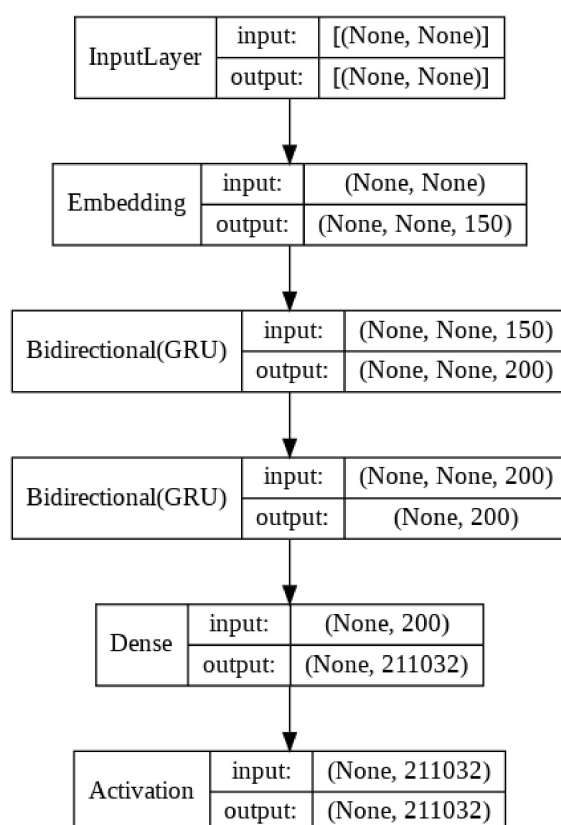 InputLayer
input: [(None, None)]
output: [(None, None)]
Embedding
input: (None, None)
output: (None, None, 150)
Bidirectional(GRU)
input: (None, None, 150)
output: (None, None, 200)
Bidirectional(GRU)
input: (None, None, 200)
output: (None, 200)
Dense
input: (None, 200)
output: (None, 211032)
Activation
input: (None, 211032)
output: (None, 211032)